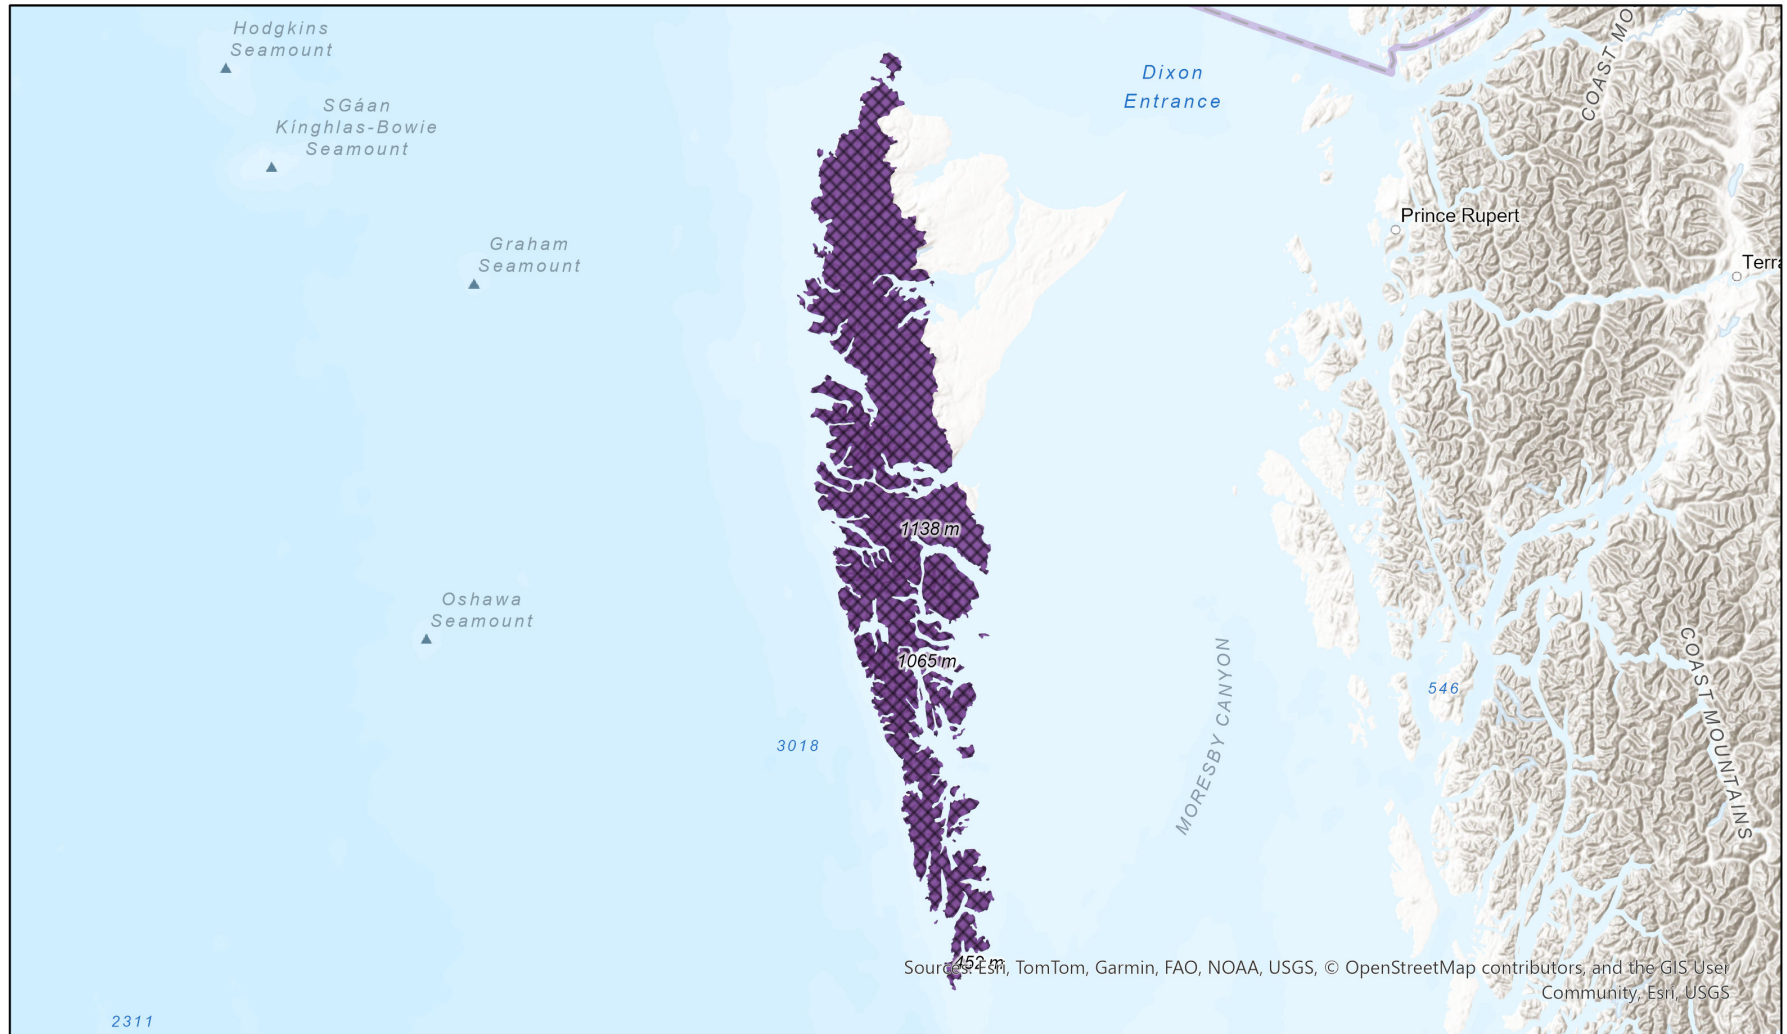 Hodgkins
Seamount
SGáan
Kínghlas-Bowie
Seamount
Dixon
Entrance
COAST MO
Prince Rupert
Graham
Seamount
Terra
1138 m
Oshawa
Seamount
1065 m
546
3018
MORESBY CANYON
COAST MOUNTAINS
452 m
Sources: Esri, TomTom, Garmin, FAO, NOAA, USGS, © OpenStreetMap contributors, and the GIS User
Community, Esri, USGS
2311